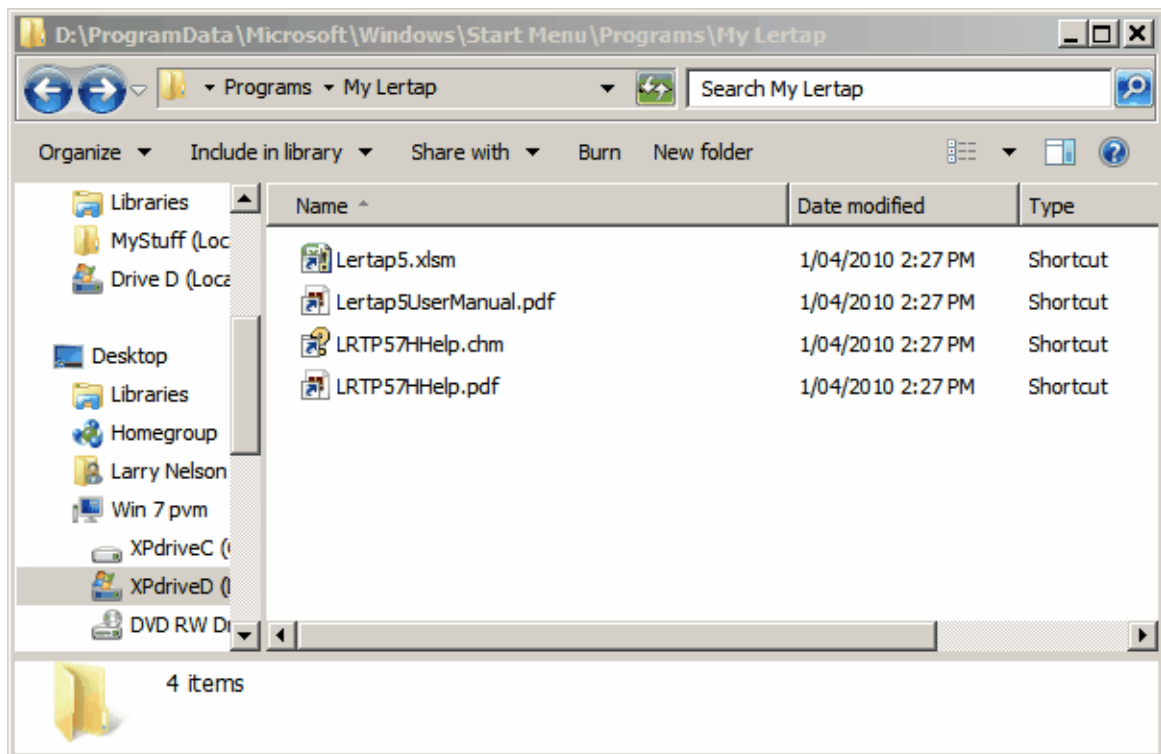 D:\ProgramData\Microsoft\Windows\Start Menu\Programs\My Lertap
Programs My Lertap Search My Lertap
Organize Include in library Share with Burn New folder
Name Date modified Type
Libraries
MyStuff (Loc
Drive D (Loca
Desktop
Libraries
Homegroup
Larry Nelson
Win 7 pvm
XPdriveC (
XPdriveD (
DVD RW Dr
Lertap5.xlsm 1/04/2010 2:27 PM Shortcut
Lertap5UserManual.pdf 1/04/2010 2:27 PM Shortcut
LRTP57HHelp.chm 1/04/2010 2:27 PM Shortcut
LRTP57HHelp.pdf 1/04/2010 2:27 PM Shortcut
4 items